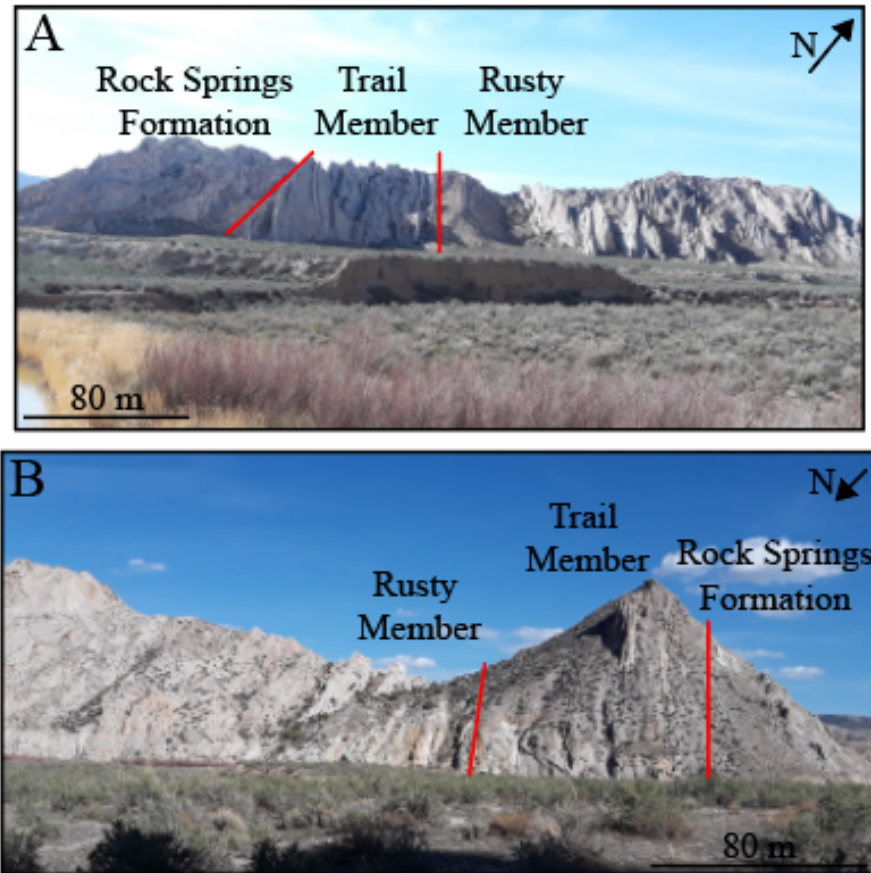 A
N
Rock Springs
Formation
Trail
Member
Rusty
Member
80 m
B
N
Trail
Member
Rock Springs
Formation
Rusty
Member
80 m